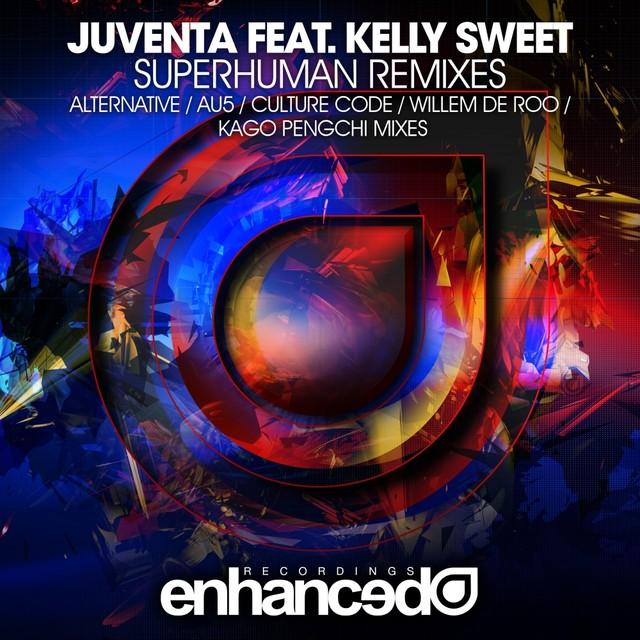 JUVENTA FEAT. KELLY SWEET
SUPERHUMAN REMIXES
ALTERNATIVE / AU5 / CULTURE CODE / WILLEM DE ROO /
KAGO PENGCHI MIXES
RECORDINGS
enhanced